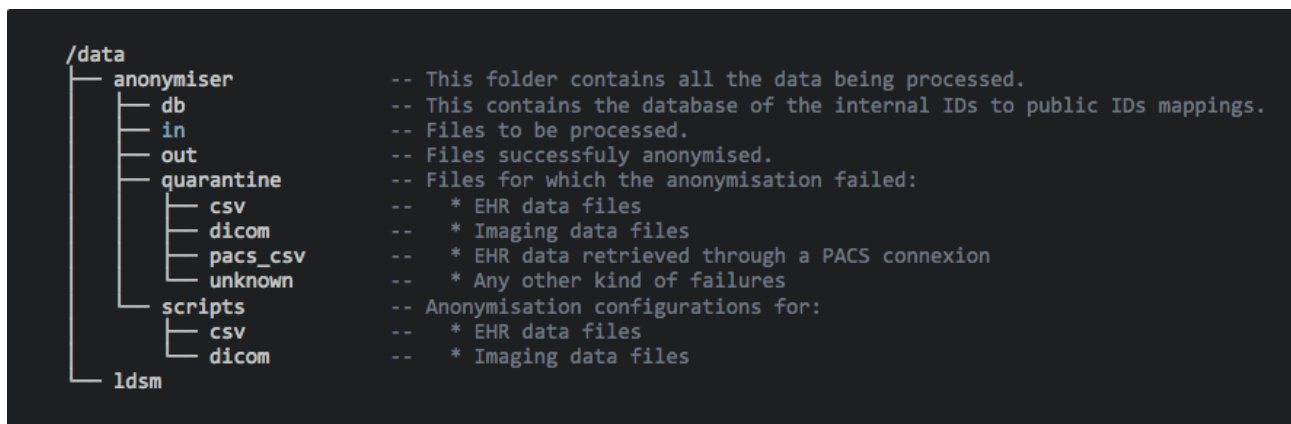 /data
├── anonymiser -- This folder contains all the data being processed.
│   ├── db -- This contains the database of the internal IDs to public IDs mappings.
│   ├── in -- Files to be processed.
│   ├── out -- Files successfuly anonymised.
│   ├── quarantine -- Files for which the anonymisation failed:
│   │   ├── csv -- * EHR data files
│   │   ├── dicom -- * Imaging data files
│   │   ├── pacs_csv -- * EHR data retrieved through a PACS connexion
│   │   └── unknown -- * Any other kind of failures
│   └── scripts -- Anonymisation configurations for:
│       ├── csv -- * EHR data files
│       └── dicom -- * Imaging data files
└── ldsm